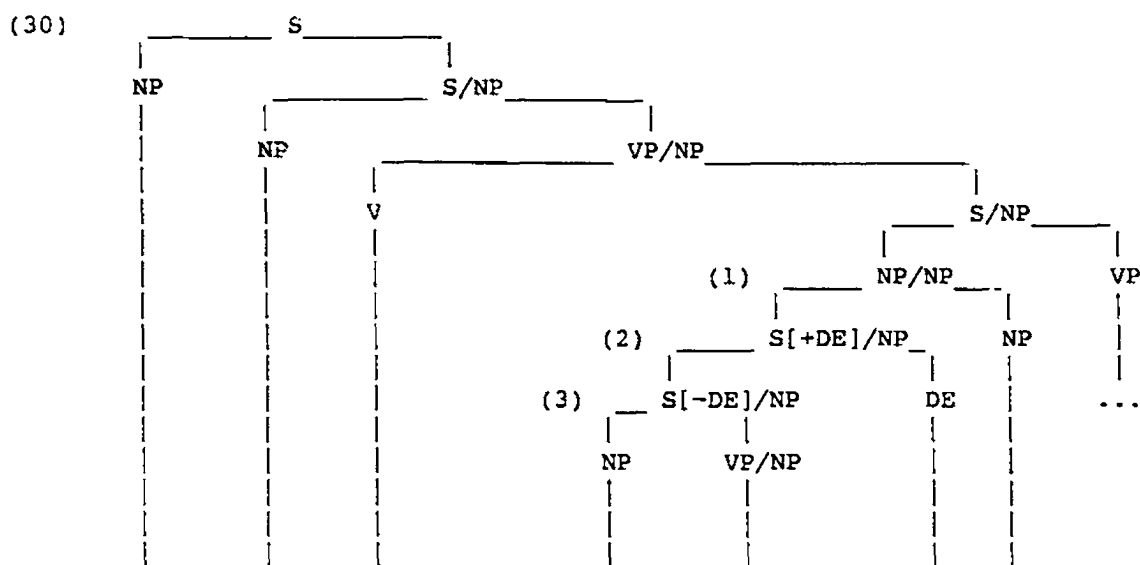 (30) S
NP S/NP
NP VP/NP
V S/NP
(1) NP/NP VP
(2) S[+DE]/NP NP
(3) S[-DE]/NP DE ...
NP VP/NP